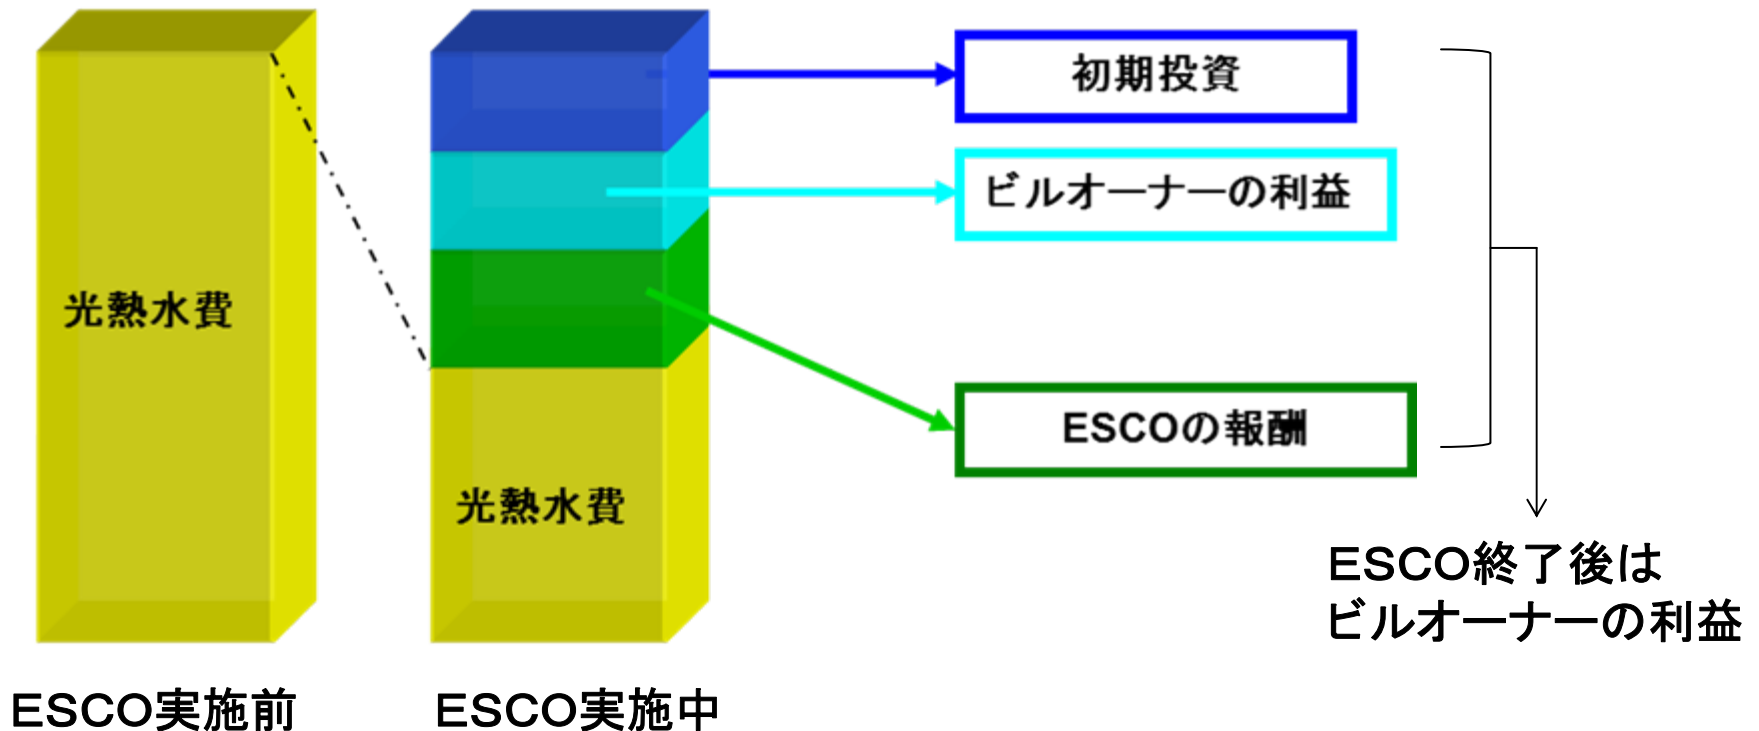 光熱水費
ESCO実施前
光熱水費
ESCO実施中
初期投資
ビルオーナーの利益
ESCOの報酬
ESCO終了後は
ビルオーナーの利益